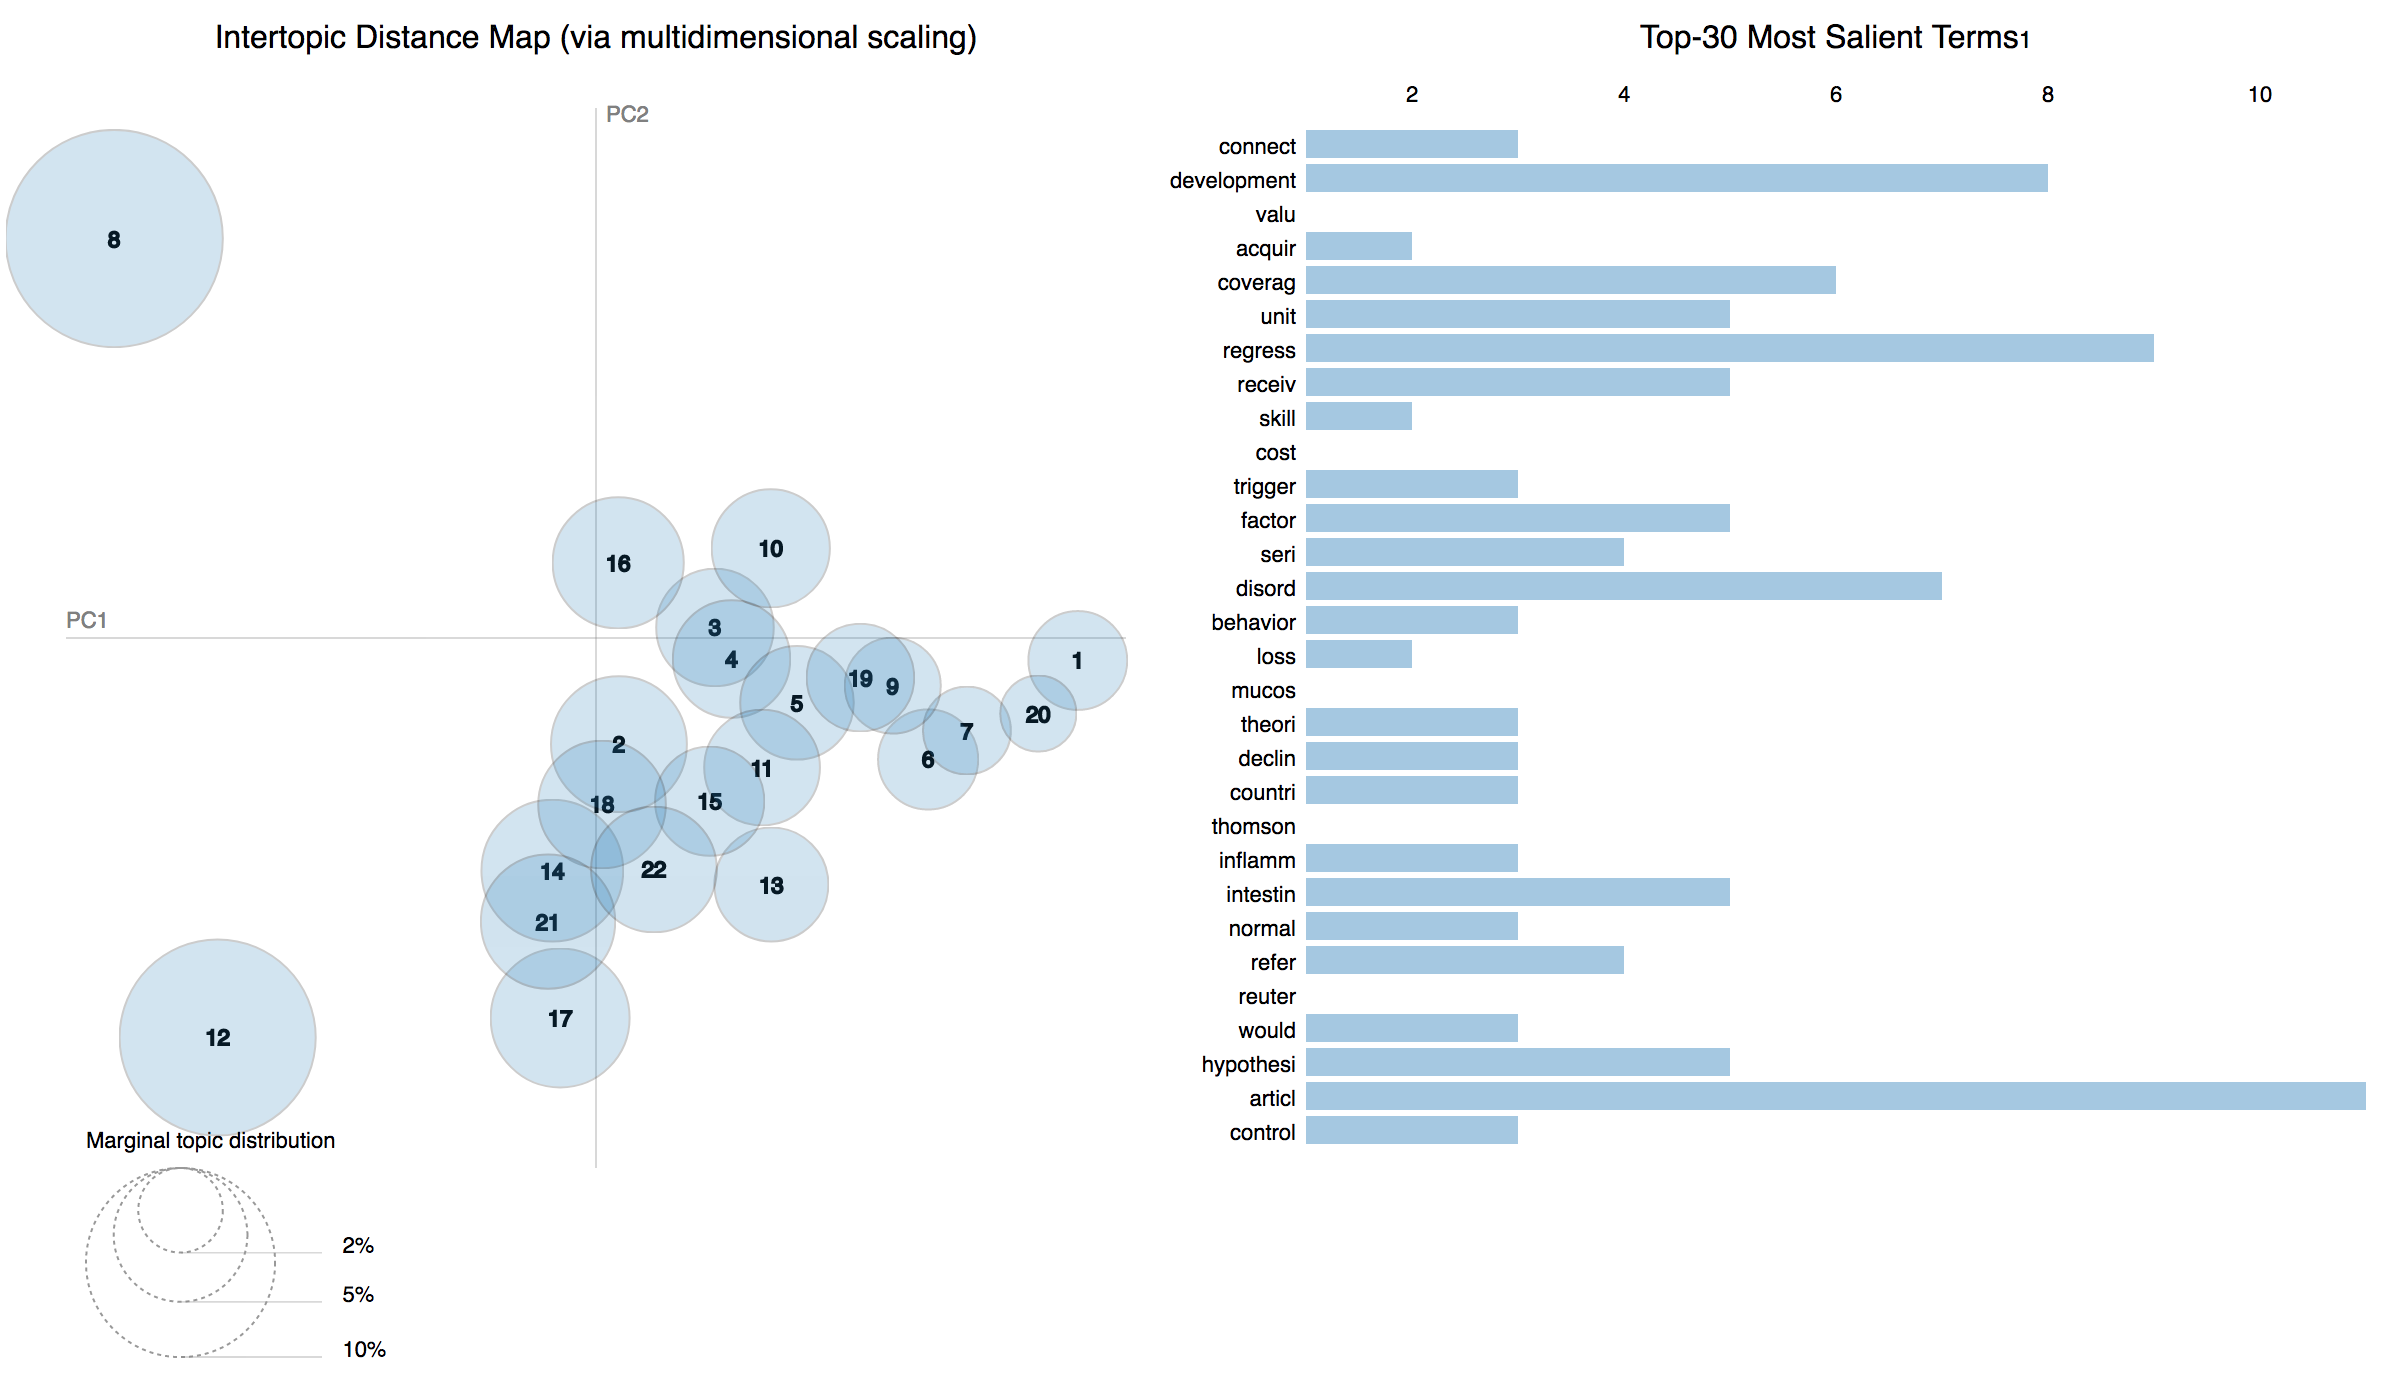 Intertopic Distance Map (via multidimensional scaling)
PC2
PC1
8
16
10
3
4
1
19
9
5
20
7
2
6
11
18
15
14
22
13
21
17
12
Marginal topic distribution
2%
5%
10%
Top-30 Most Salient Terms1
2 4 6 8 10
connect
development
valu
acquir
coverag
unit
regress
receiv
skill
cost
trigger
factor
seri
disord
behavior
loss
mucos
theori
declin
countri
thomson
inflamm
intestin
normal
refer
reuter
would
hypothesi
articl
control